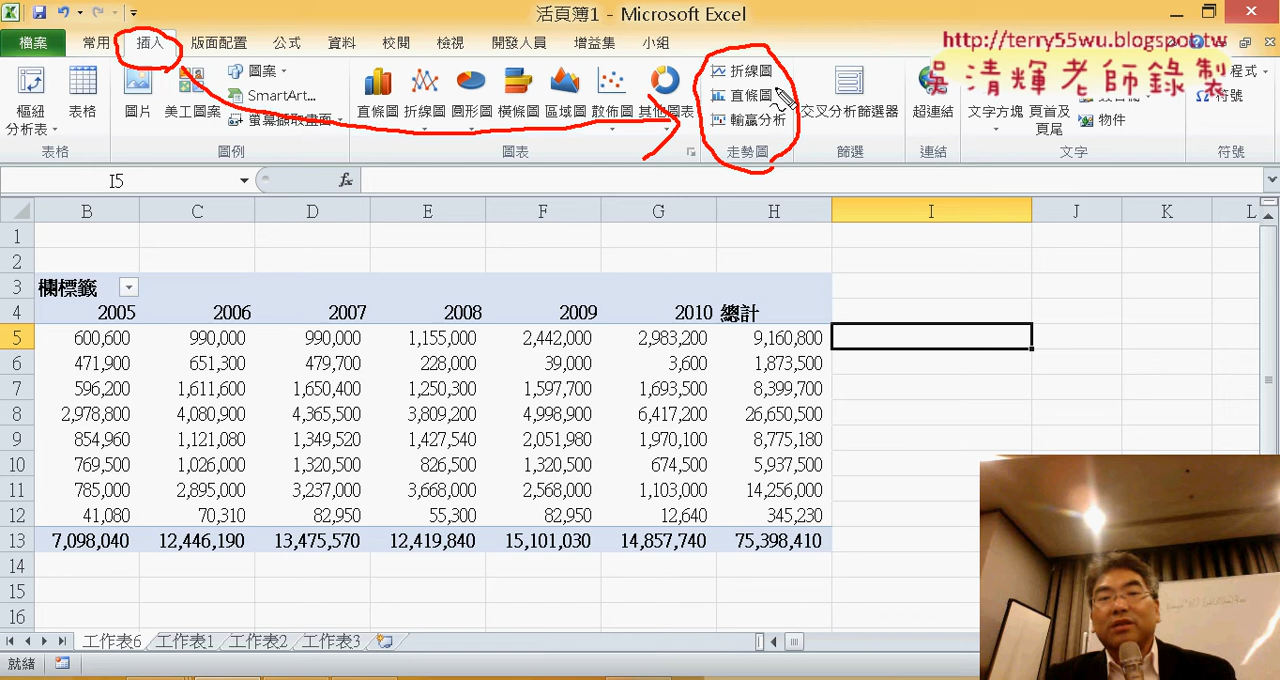 活頁簿1 - Microsoft Excel
檔案 常用 插入 版面配置 公式 資料 校閱 檢視 開發人員 增益集 小組
http://terry55wu.blogspot.tw
吳清輝老師錄製
樞紐分析表 表格 圖片 美工圖案 圖案 SmartArt... 螢幕擷取畫面 直條圖 折線圖 圓形圖 橫條圖 區域圖 散佈圖 其他圖表 折線圖 直條圖 輸贏分析 交叉分析篩選器 超連結 文字方塊 頁首及頁尾 物件 程式 符號
表格 圖例 圖表 走勢圖 篩選 連結 文字 符號
I5 fx
B C D E F G H I J K L
1
2
3 欄標籤
4 2005 2006 2007 2008 2009 2010 總計
5 600,600 990,000 990,000 1,155,000 2,442,000 2,983,200 9,160,800
6 471,900 651,300 479,700 228,000 39,000 3,600 1,873,500
7 596,200 1,611,600 1,650,400 1,250,300 1,597,700 1,693,500 8,399,700
8 2,978,800 4,080,900 4,365,500 3,809,200 4,998,900 6,417,200 26,650,500
9 854,960 1,121,080 1,349,520 1,427,540 2,051,980 1,970,100 8,775,180
10 769,500 1,026,000 1,320,500 826,500 1,320,500 674,500 5,937,500
11 785,000 2,895,000 3,237,000 3,668,000 2,568,000 1,103,000 14,256,000
12 41,080 70,310 82,950 55,300 82,950 12,640 345,230
13 7,098,040 12,446,190 13,475,570 12,419,840 15,101,030 14,857,740 75,398,410
14
15
16
工作表6 工作表1 工作表2 工作表3
就緒